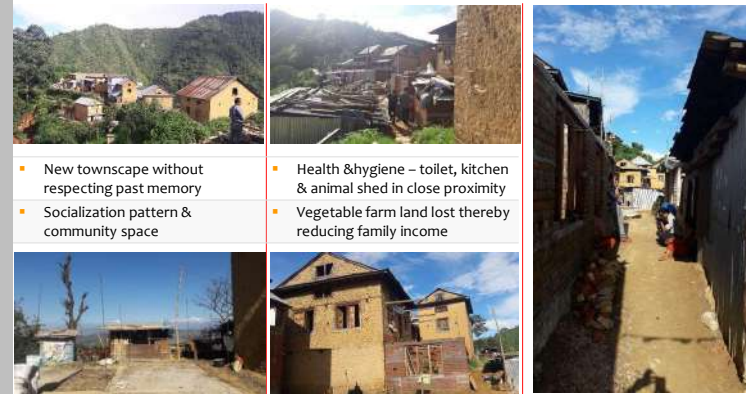 New townscape without
respecting past memory
Socialization pattern &
community space
Health &hygiene – toilet, kitchen
& animal shed in close proximity
Vegetable farm land lost thereby
reducing family income